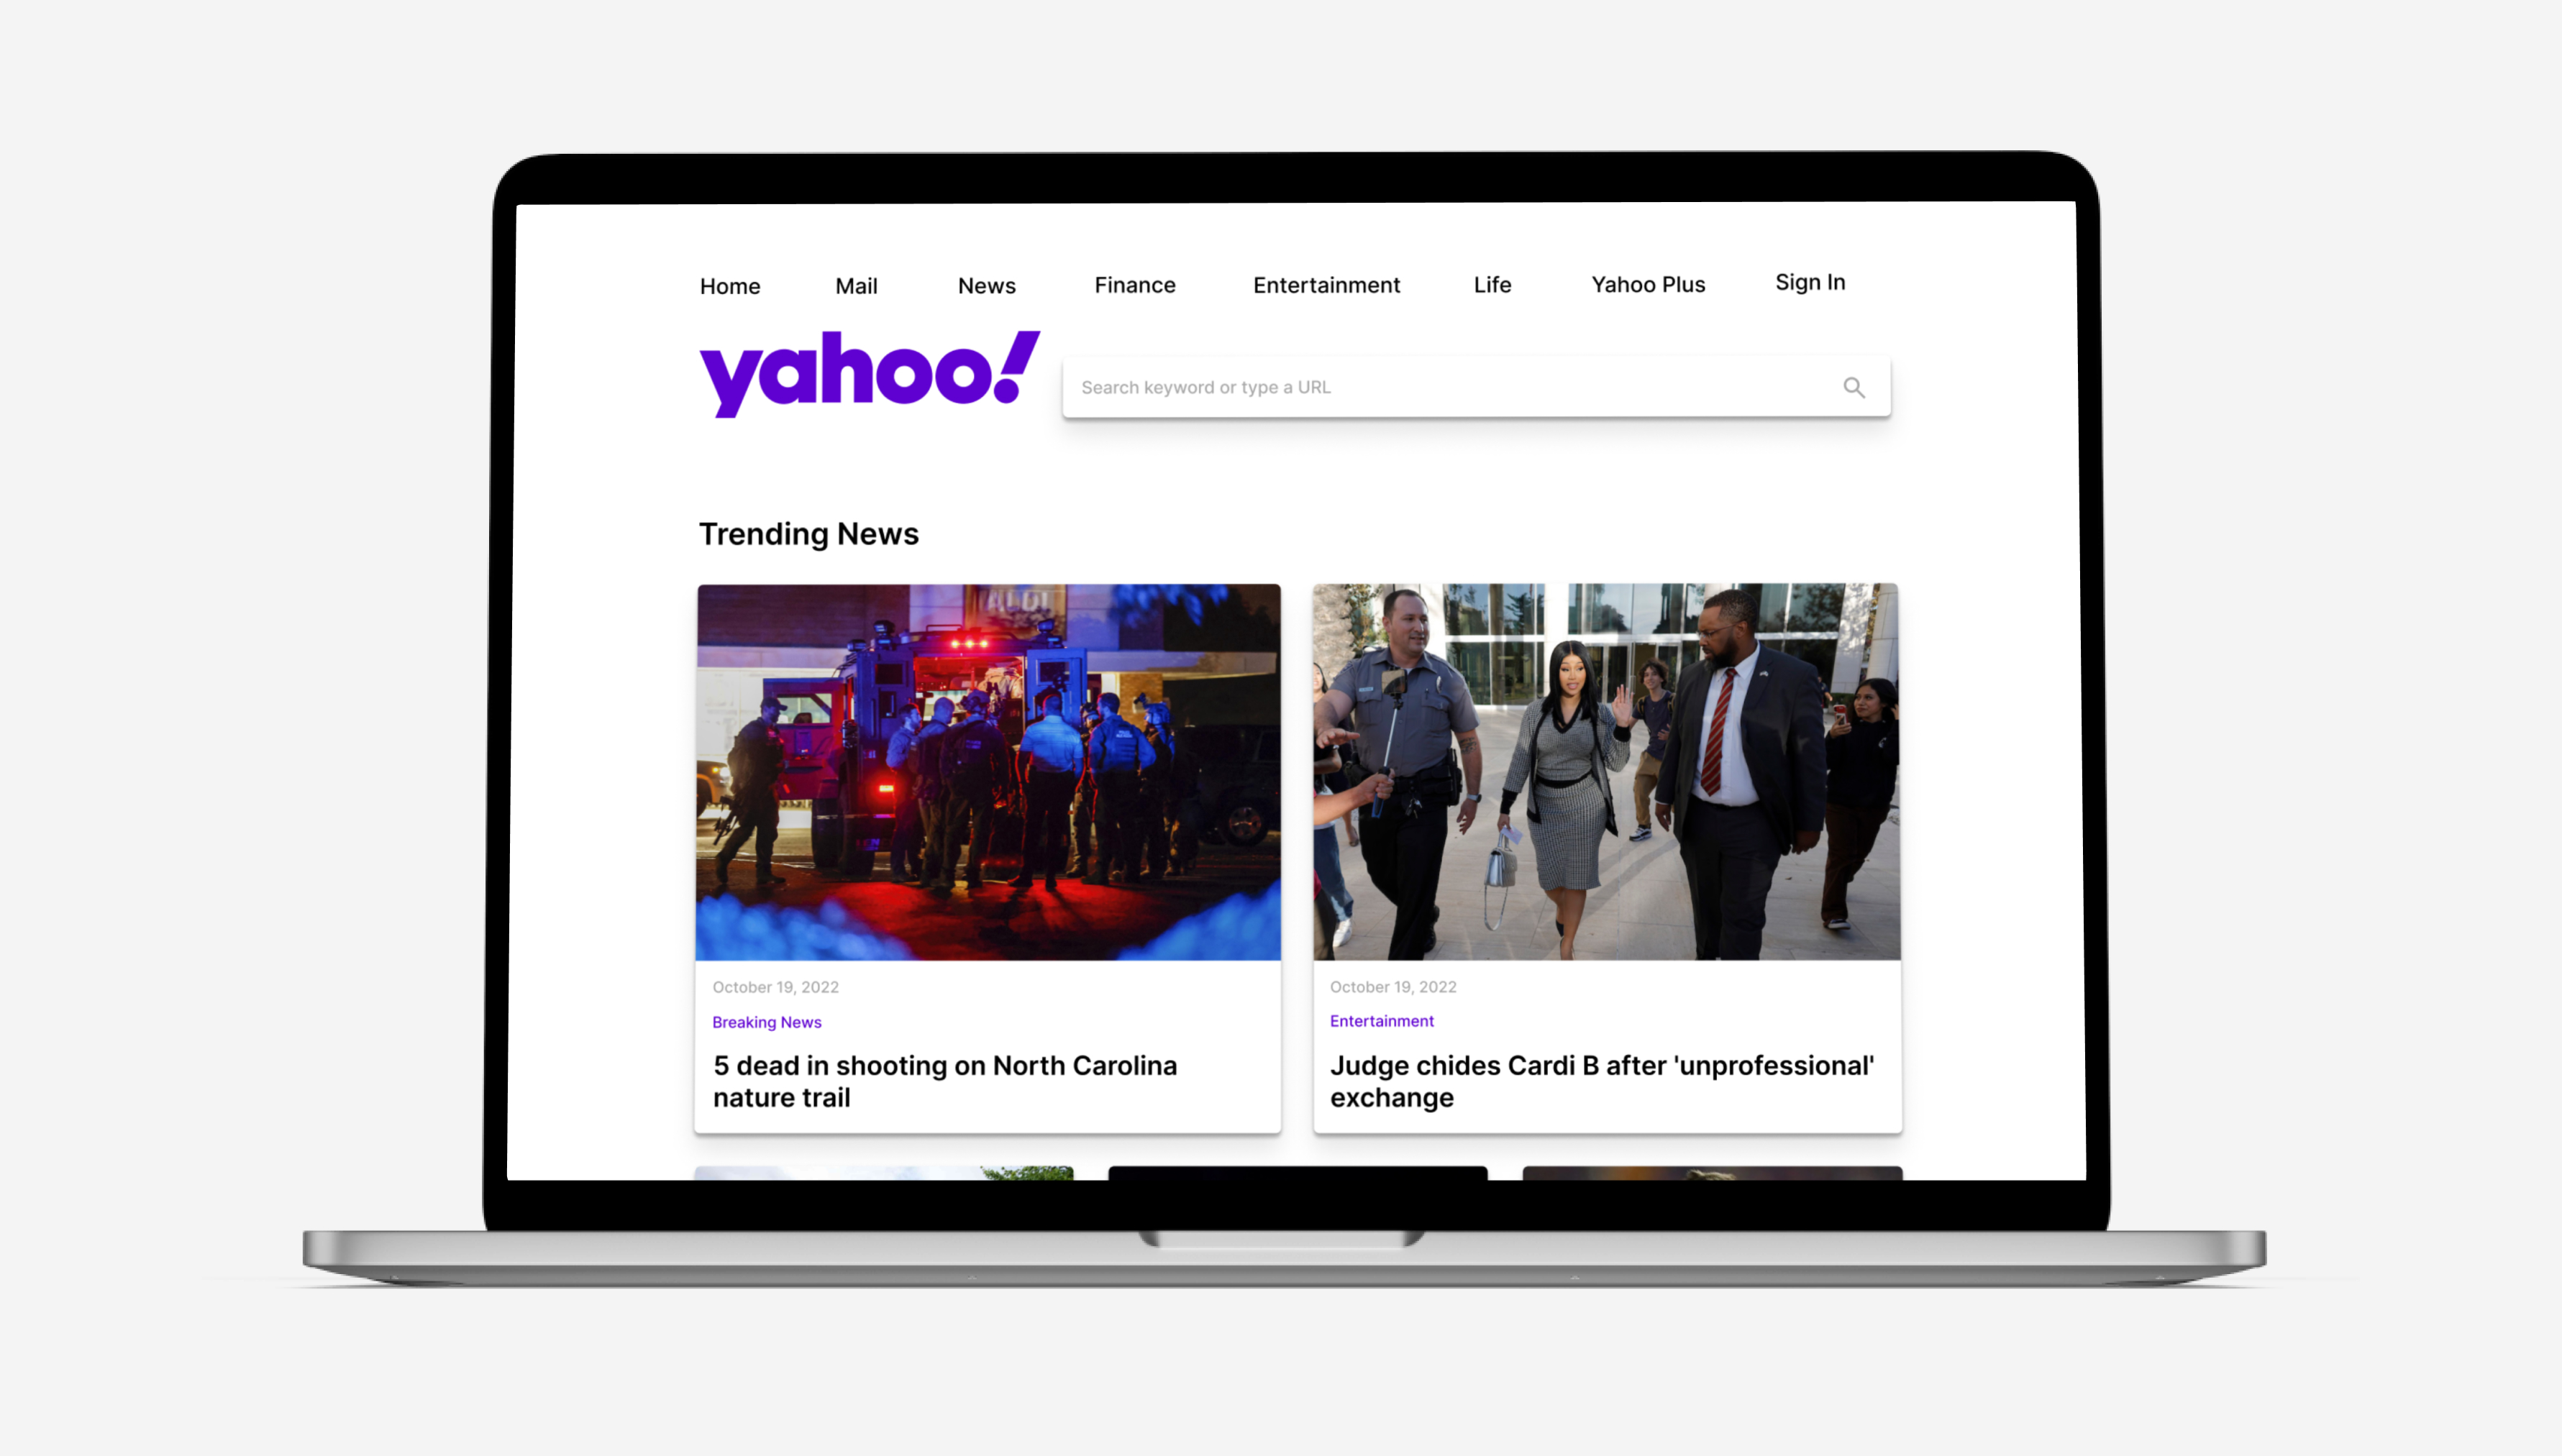 Home Mail News Finance Entertainment Life Yahoo Plus Sign In
yahoo!
Search keyword or type a URL
Trending News
ALDI
October 19, 2022
Breaking News
5 dead in shooting on North Carolina
nature trail
October 19, 2022
Entertainment
Judge chides Cardi B after 'unprofessional'
exchange